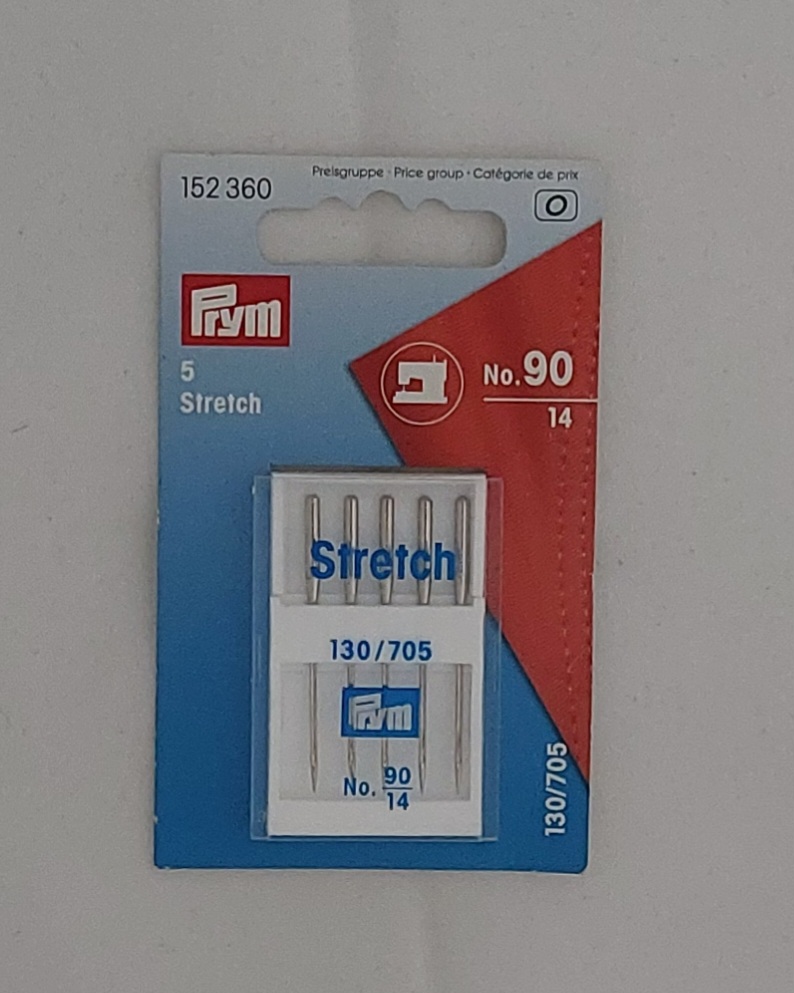 Preisgruppe · Price group · Catégorie de prix
152 360
O
Prym
5
Stretch
No. 90
14
Stretch
130/705
Prym
No. 90
14
130/705